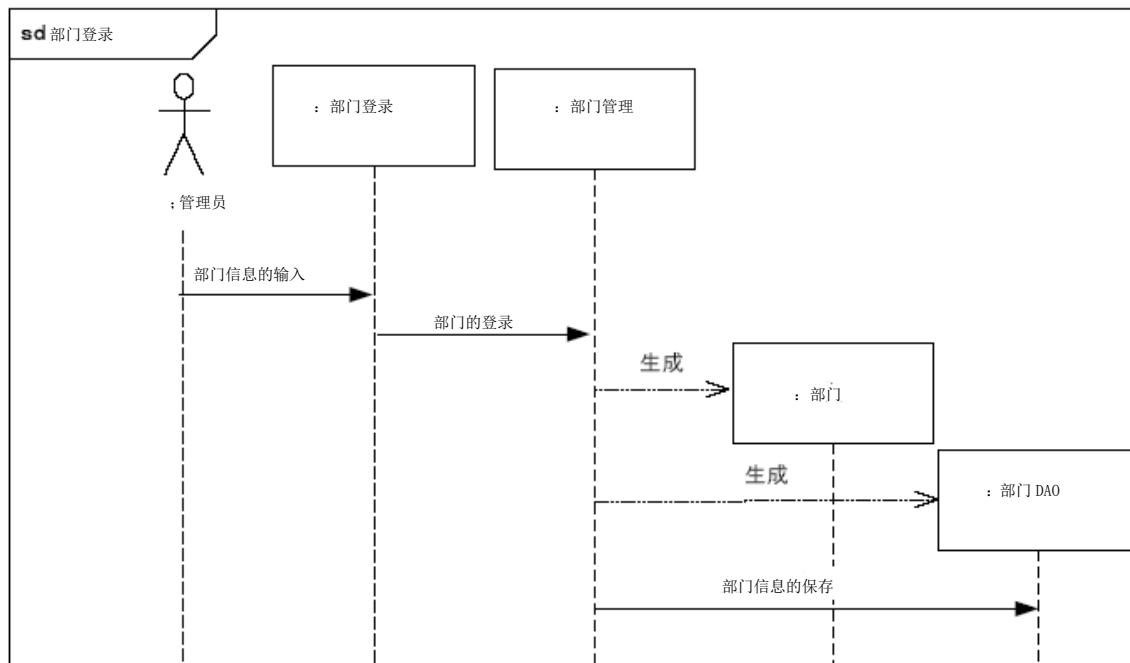 sd 部门登录
：部门登录
：部门管理
；管理员
部门信息的输入
部门的登录
生成
：部门
生成
：部门 DAO
部门信息的保存